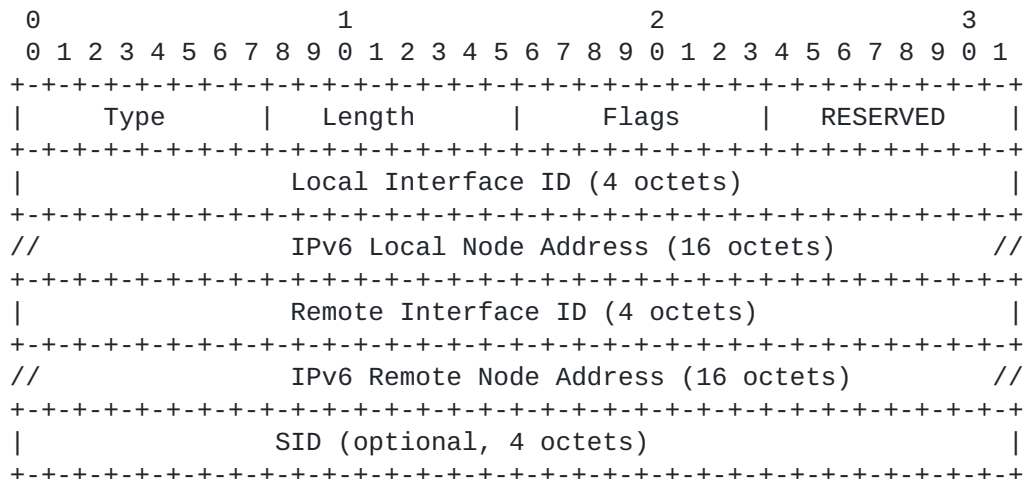 0                   1                   2                   3
 0 1 2 3 4 5 6 7 8 9 0 1 2 3 4 5 6 7 8 9 0 1 2 3 4 5 6 7 8 9 0 1
+-+-+-+-+-+-+-+-+-+-+-+-+-+-+-+-+-+-+-+-+-+-+-+-+-+-+-+-+-+-+-+-+
|     Type      |   Length      |     Flags     |   RESERVED    |
+-+-+-+-+-+-+-+-+-+-+-+-+-+-+-+-+-+-+-+-+-+-+-+-+-+-+-+-+-+-+-+-+
|                 Local Interface ID (4 octets)                 |
+-+-+-+-+-+-+-+-+-+-+-+-+-+-+-+-+-+-+-+-+-+-+-+-+-+-+-+-+-+-+-+-+
//                IPv6 Local Node Address (16 octets)          //
+-+-+-+-+-+-+-+-+-+-+-+-+-+-+-+-+-+-+-+-+-+-+-+-+-+-+-+-+-+-+-+-+
|                 Remote Interface ID (4 octets)                |
+-+-+-+-+-+-+-+-+-+-+-+-+-+-+-+-+-+-+-+-+-+-+-+-+-+-+-+-+-+-+-+-+
//                IPv6 Remote Node Address (16 octets)         //
+-+-+-+-+-+-+-+-+-+-+-+-+-+-+-+-+-+-+-+-+-+-+-+-+-+-+-+-+-+-+-+-+
|                SID (optional, 4 octets)                       |
+-+-+-+-+-+-+-+-+-+-+-+-+-+-+-+-+-+-+-+-+-+-+-+-+-+-+-+-+-+-+-+-+